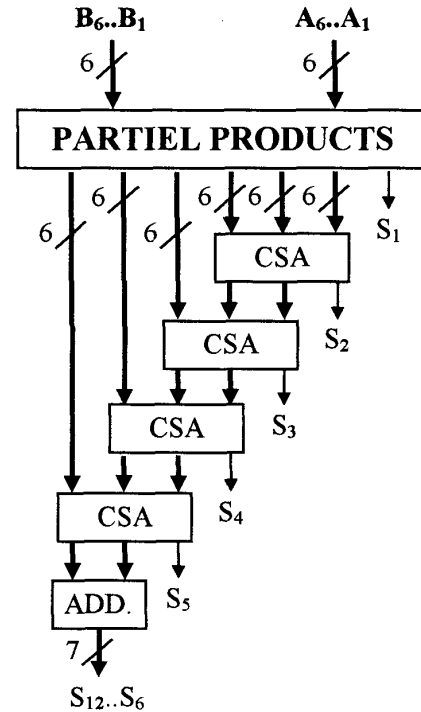 B₆..B₁ A₆..A₁
6 6
PARTIEL PRODUCTS
6 6 6 6 6 6 S₁
CSA
S₂
CSA
S₃
CSA
S₄
CSA
S₅
ADD.
7
S₁₂..S₆